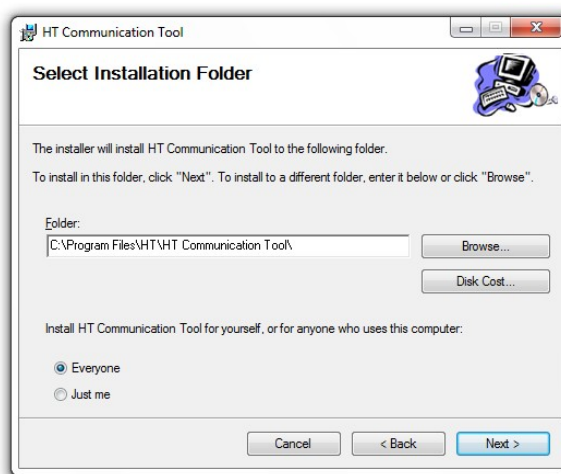 HT Communication Tool
Select Installation Folder
The installer will install HT Communication Tool to the following folder.
To install in this folder, click "Next". To install to a different folder, enter it below or click "Browse".
Folder:
C:\Program Files\HT\HT Communication Tool\
Browse...
Disk Cost...
Install HT Communication Tool for yourself, or for anyone who uses this computer:
Everyone
Just me
Cancel
< Back
Next >